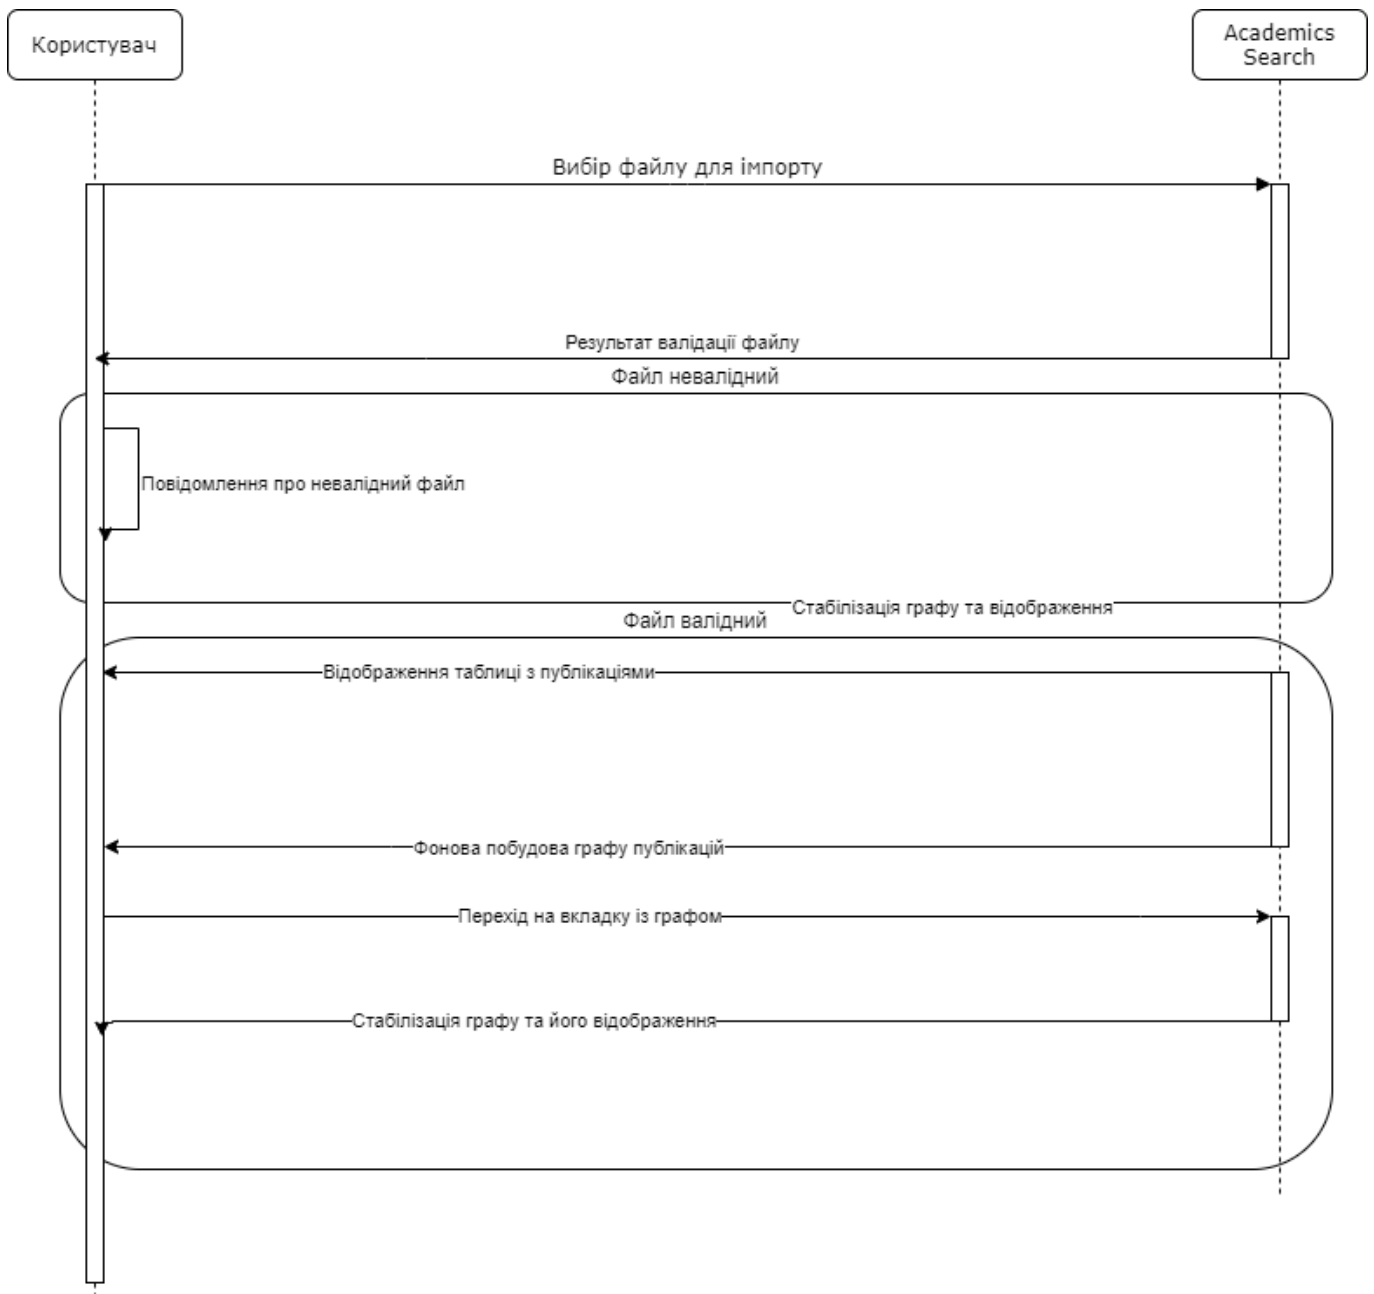 Користувач
Academics
Search
Вибір файлу для імпорту
Результат валідації файлу
Файл невалідний
Повідомлення про невалідний файл
Стабілізація графу та відображення
Файл валідний
Відображення таблиці з публікаціями
Фонова побудова графу публікацій
Перехід на вкладку із графом
Стабілізація графу та його відображення